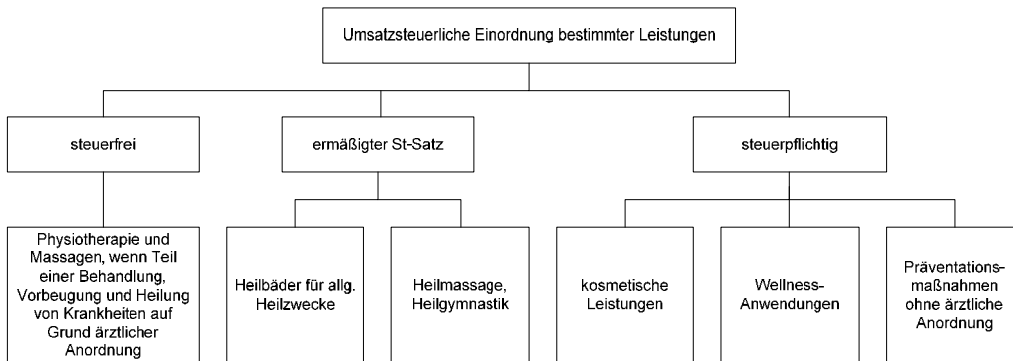 Umsatzsteuerliche Einordnung bestimmter Leistungen
steuerfrei
ermäßigter St-Satz
steuerpflichtig
Physiotherapie und
Massagen, wenn Teil
einer Behandlung,
Vorbeugung und Heilung
von Krankheiten auf
Grund ärztlicher
Anordnung
Heilbäder für allg.
Heilzwecke
Heilmassage,
Heilgymnastik
kosmetische
Leistungen
Wellness-
Anwendungen
Präventations-
maßnahmen
ohne ärztliche
Anordnung